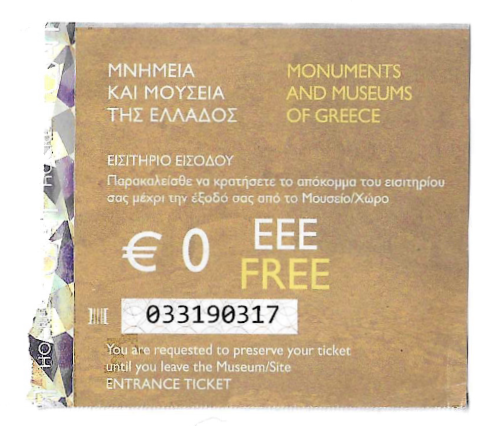 ΜΝΗΜΕΙΑ
ΚΑΙ ΜΟΥΣΕΙΑ
ΤΗΣ ΕΛΛΑΔΟΣ
MONUMENTS
AND MUSEUMS
OF GREECE
ΕΙΣΙΤΗΡΙΟ ΕΙΣΟΔΟΥ
Παρακαλείσθε να κρατήσετε το απόκομμα του εισιτηρίου
σας μέχρι την έξοδό σας από το Μουσείο/Χώρο
€ 0
EEE
FREE
033190317
You are requested to preserve your ticket
until you leave the Museum/Site
ENTRANCE TICKET